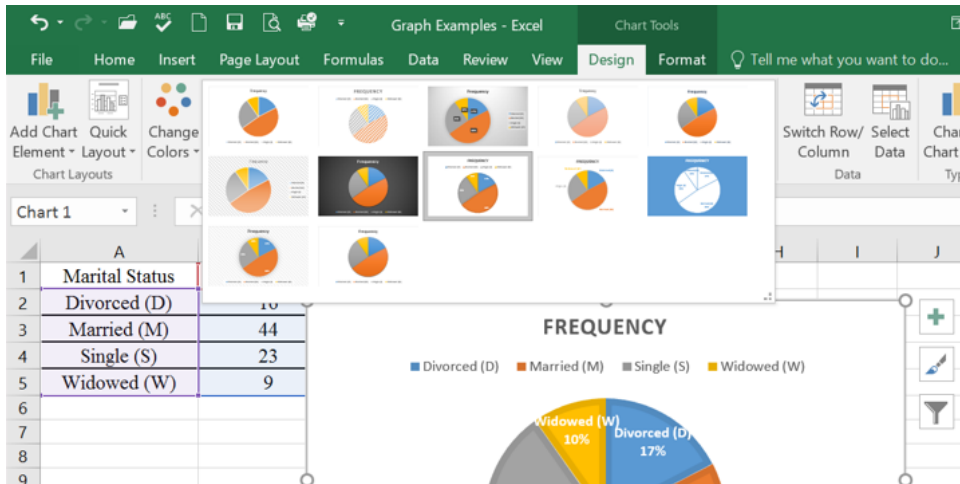 ABC
Graph Examples - Excel
Chart Tools
File Home Insert Page Layout Formulas Data Review View Design Format Tell me what you want to do...
Add Chart Element
Quick Layout
Change Colors
Switch Row/ Column
Select Data
Chart Layouts
Data
Chart 1
A
I
J
1 Marital Status
2 Divorced (D)
3 Married (M) 44
4 Single (S) 23
5 Widowed (W) 9
6
7
8
9
FREQUENCY
Divorced (D) Married (M) Single (S) Widowed (W)
Widowed (W)
10%
Divorced (D)
17%